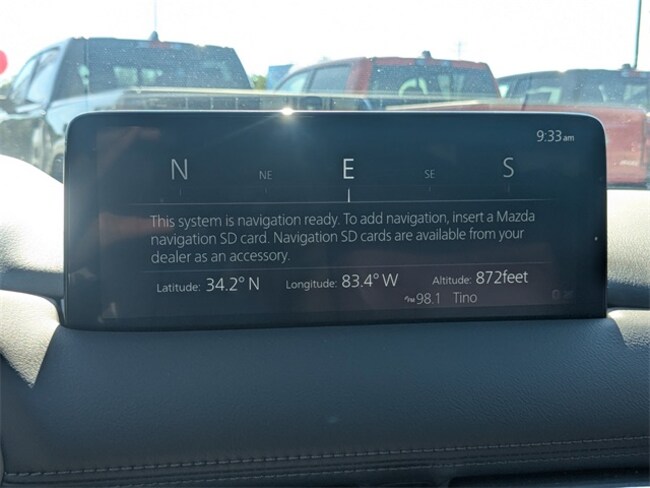 9:33am
N NE E SE S
This system is navigation ready. To add navigation, insert a Mazda
navigation SD card. Navigation SD cards are available from your
dealer as an accessory.
Latitude: 34.2° N Longitude: 83.4° W Altitude: 872feet
98.1 Tino